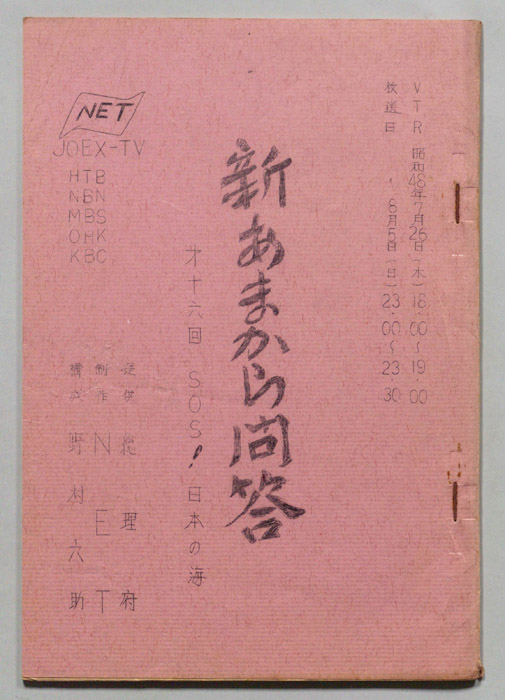 VTR 昭和48年7月26日(木)18.00〜19.00
放送日 〃 8月5日(日)23.00〜23.30
新あまから問答
才十六回 SOS! 日本の海
NET
JOEX-TV
HTB
NBN
MBS
OHK
KBC
提供 総理府
制作 NET
構成 野村六助